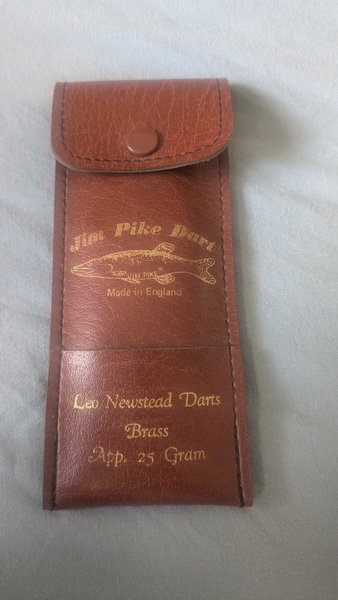 Jim Pike Dart
JIM PIKE
Made in England
Leo Newstead Darts
Brass
App. 25 Gram